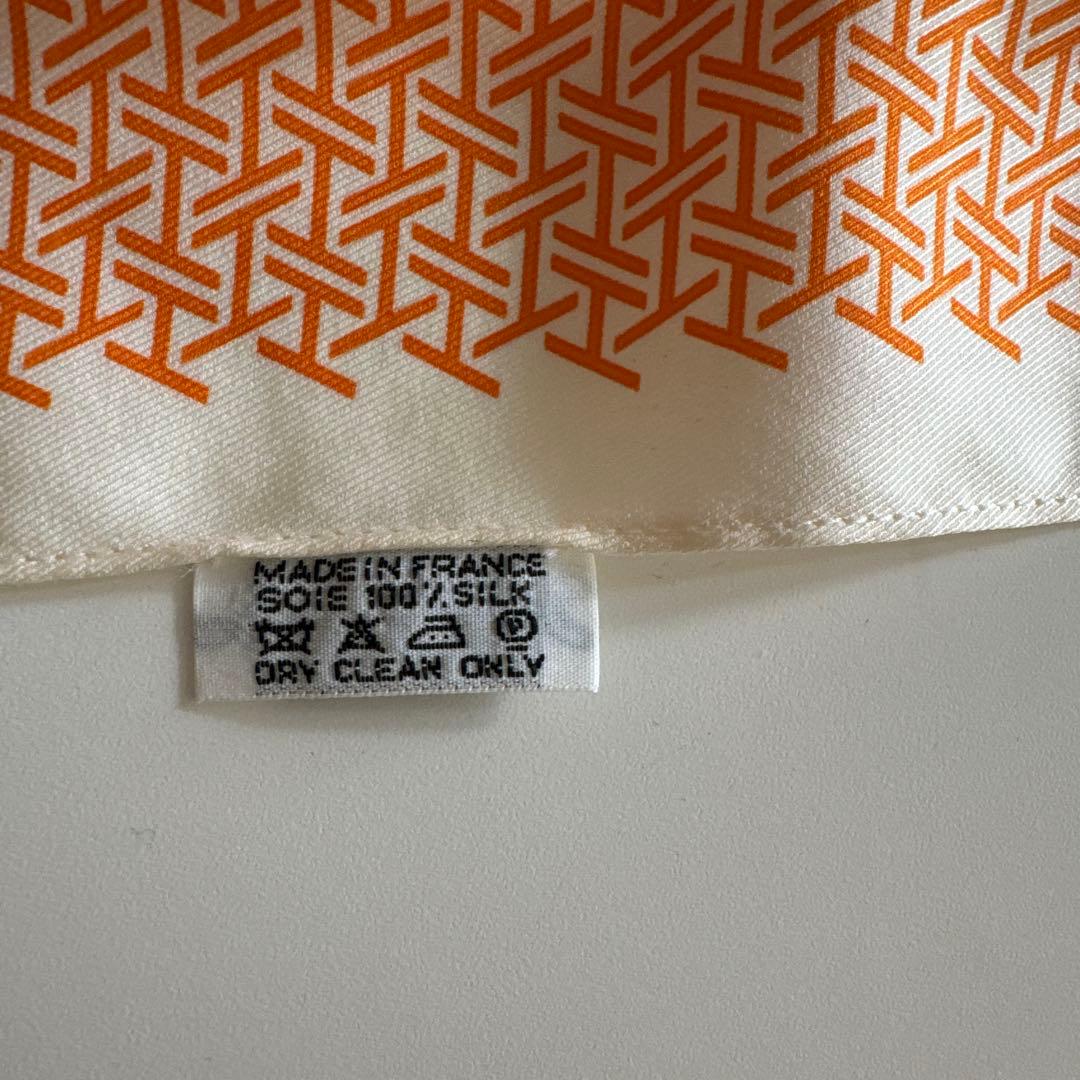 MADE IN FRANCE
SOIE 100% SILK
P
DRY CLEAN ONLY